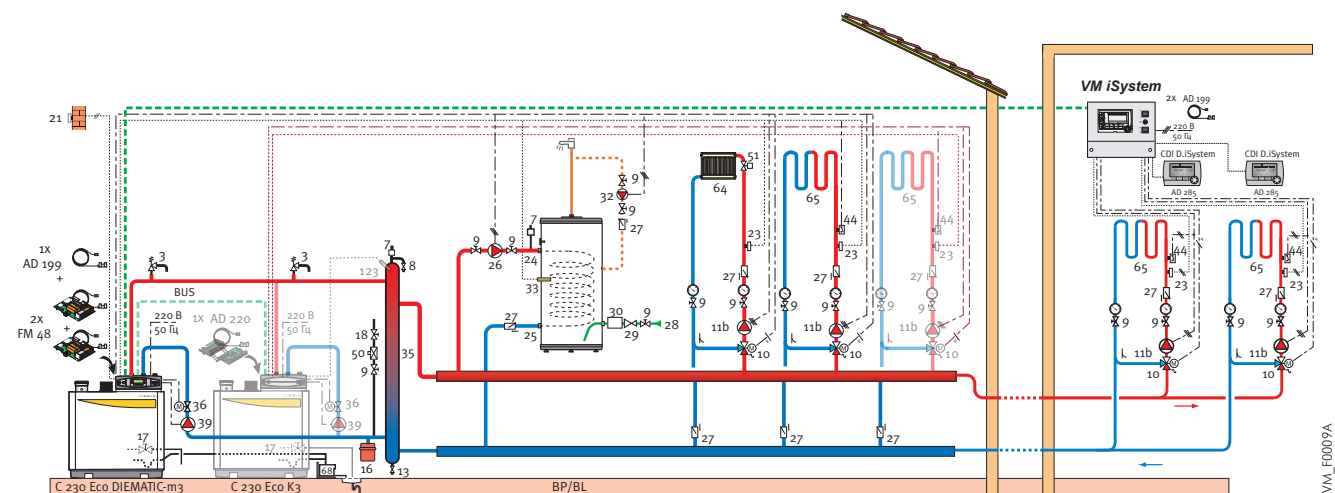 VM iSystem
2x AD 199
220 В
50 Гц
CDI D.iSystem
AD 285
CDI D.iSystem
AD 285
21
1x
AD 199
+
2x
FM 48
+
BUS
3
3
220 В
50 Гц
1x AD 220
220 В
50 Гц
M
36
39
17
M
36
39
17
68
16
18
50
9
7
123
8
35
13
9
9
26
7
24
33
27
25
30
29
9
28
9
32
9
27
51
64
23
27
9
9
11b
M
10
65
44
23
27
9
9
11b
M
10
65
44
23
27
9
9
11b
M
10
27
27
27
65
44
23
27
9
9
11b
M
10
65
44
23
27
9
9
11b
M
10
C 230 Eco DIEMATIC-m3
C 230 Eco K3
BP/BL
VM_F0009A